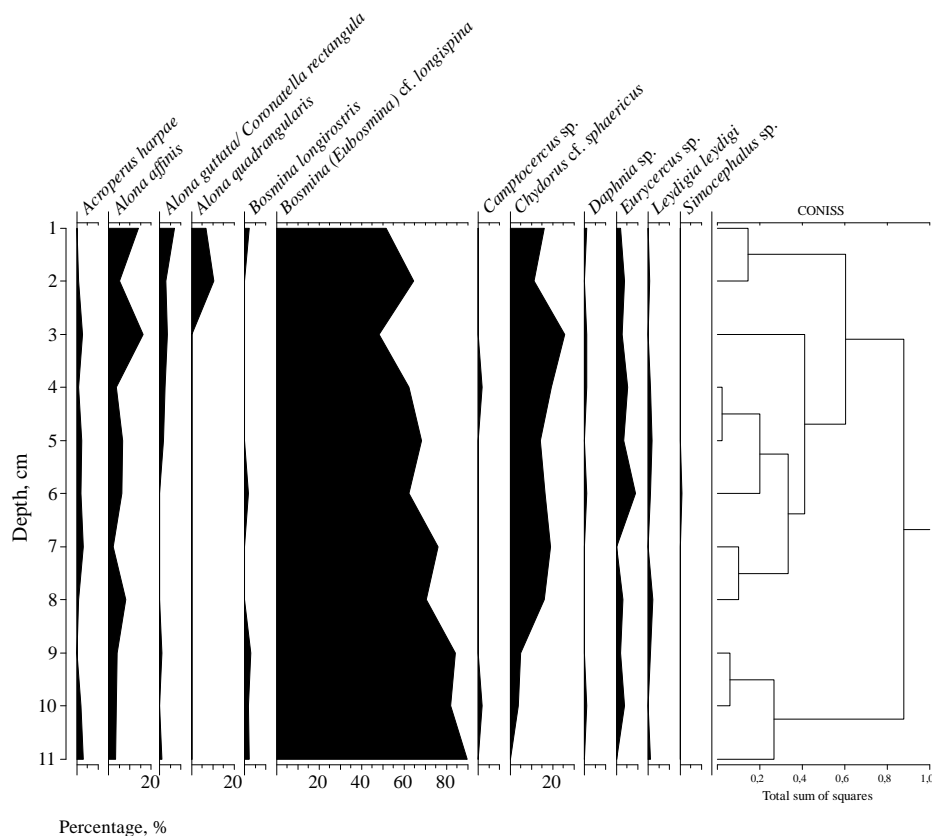 Acroperus harpae
Alona affinis
Alona guttata/ Coronatella rectangula
Alona quadrangularis
Bosmina longirostris
Bosmina (Eubosmina) cf. longispina
Camptocercus sp.
Chydorus cf. sphaericus
Daphnia sp.
Eurycercus sp.
Leydigia leydigi
Simocephalus sp.
CONISS
Depth, cm
1
2
3
4
5
6
7
8
9
10
11
20 20 20 40 60 80 20
0,2 0,4 0,6 0,8 1,0
Total sum of squares
Percentage, %